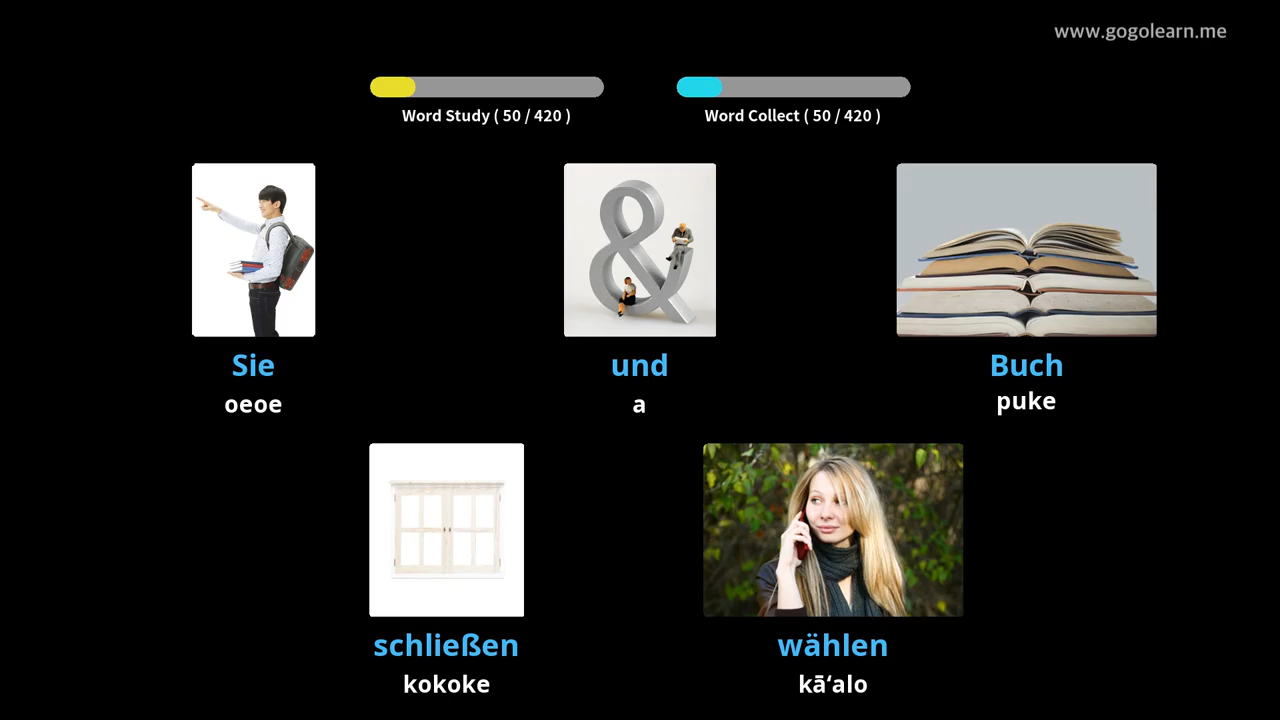 www.gogolearn.me
Word Study ( 50 / 420 )
Word Collect ( 50 / 420 )
Sie
oeoe
und
a
Buch
puke
schließen
kokoke
wählen
kāʻalo